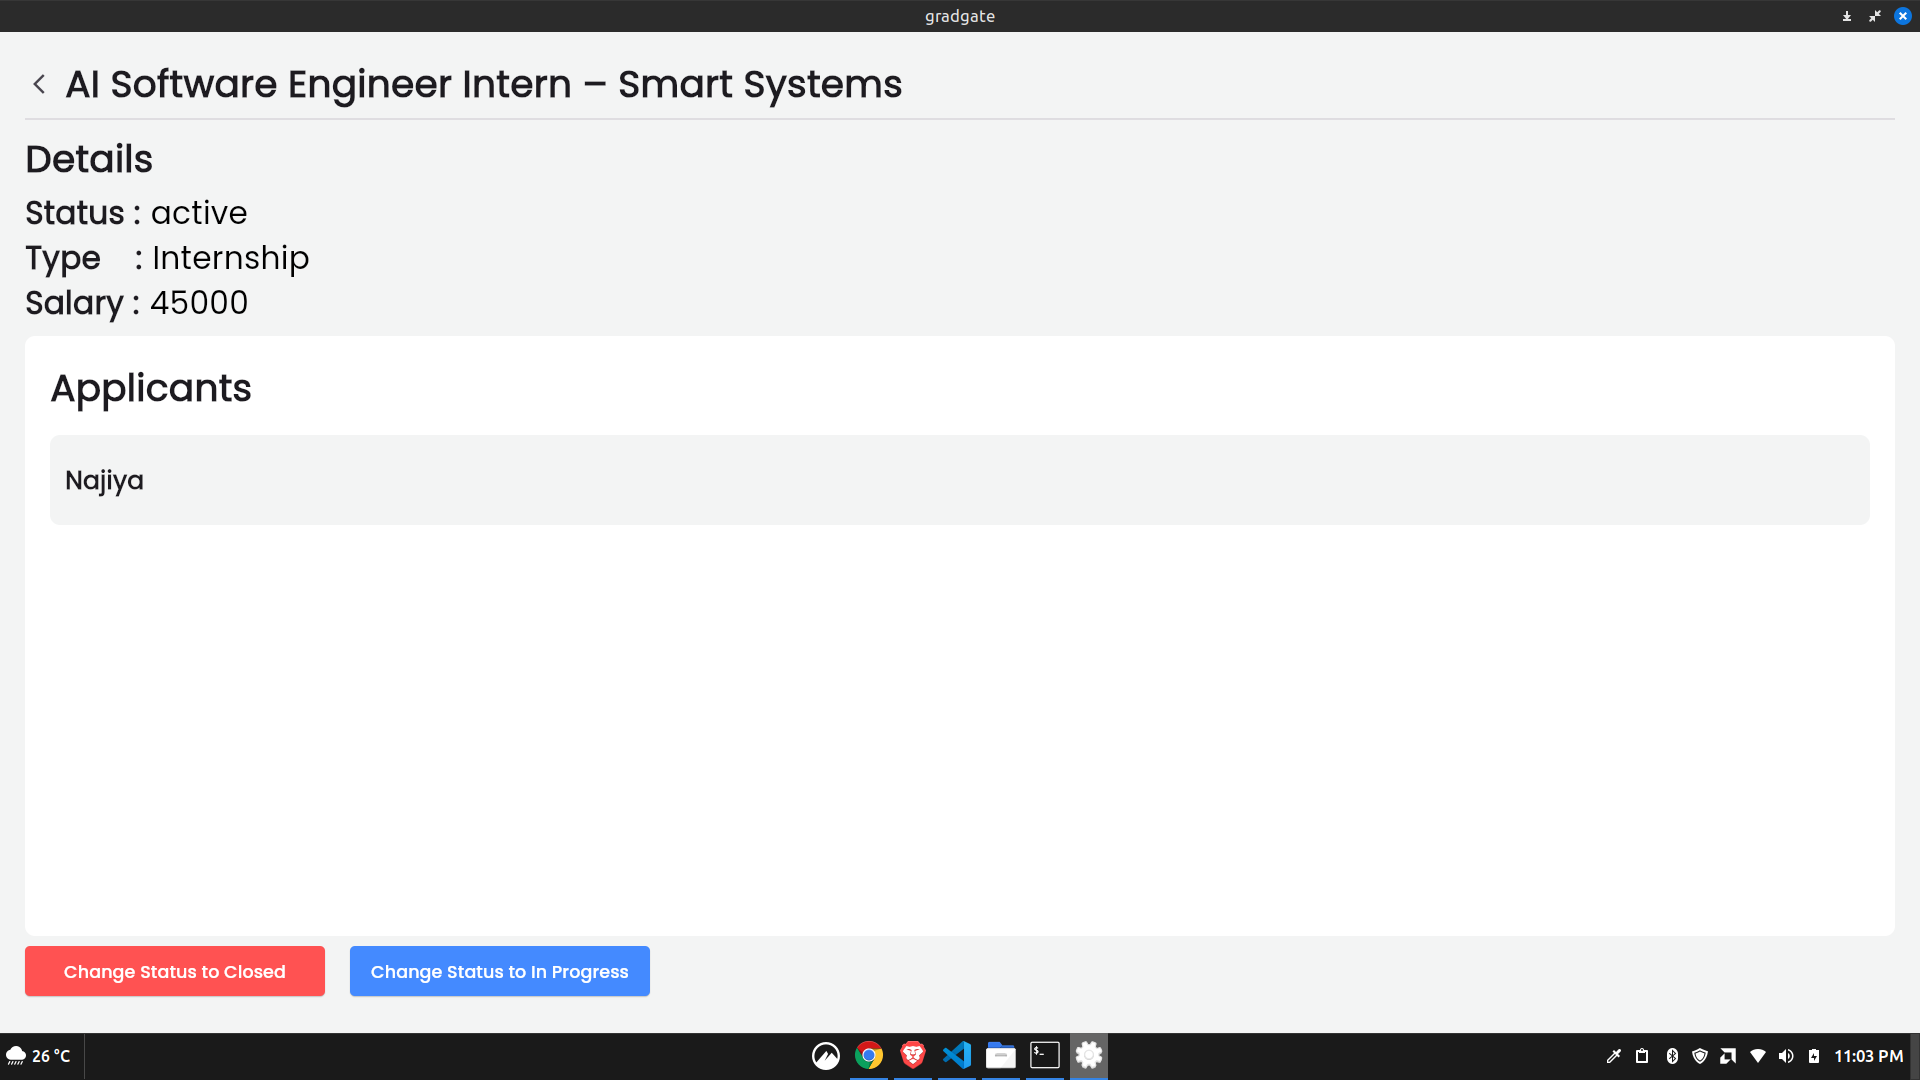 gradgate
AI Software Engineer Intern – Smart Systems
Details
Status : active
Type : Internship
Salary : 45000
Applicants
Najiya
Change Status to Closed
Change Status to In Progress
26 °C
$_
11:03 PM